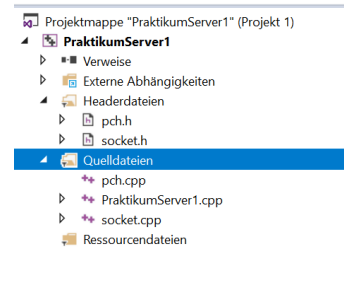 Projektmappe "PraktikumServer1" (Projekt 1)
PraktikumServer1
Verweise
Externe Abhängigkeiten
Headerdateien
pch.h
socket.h
Quelldateien
pch.cpp
PraktikumServer1.cpp
socket.cpp
Ressourcendateien